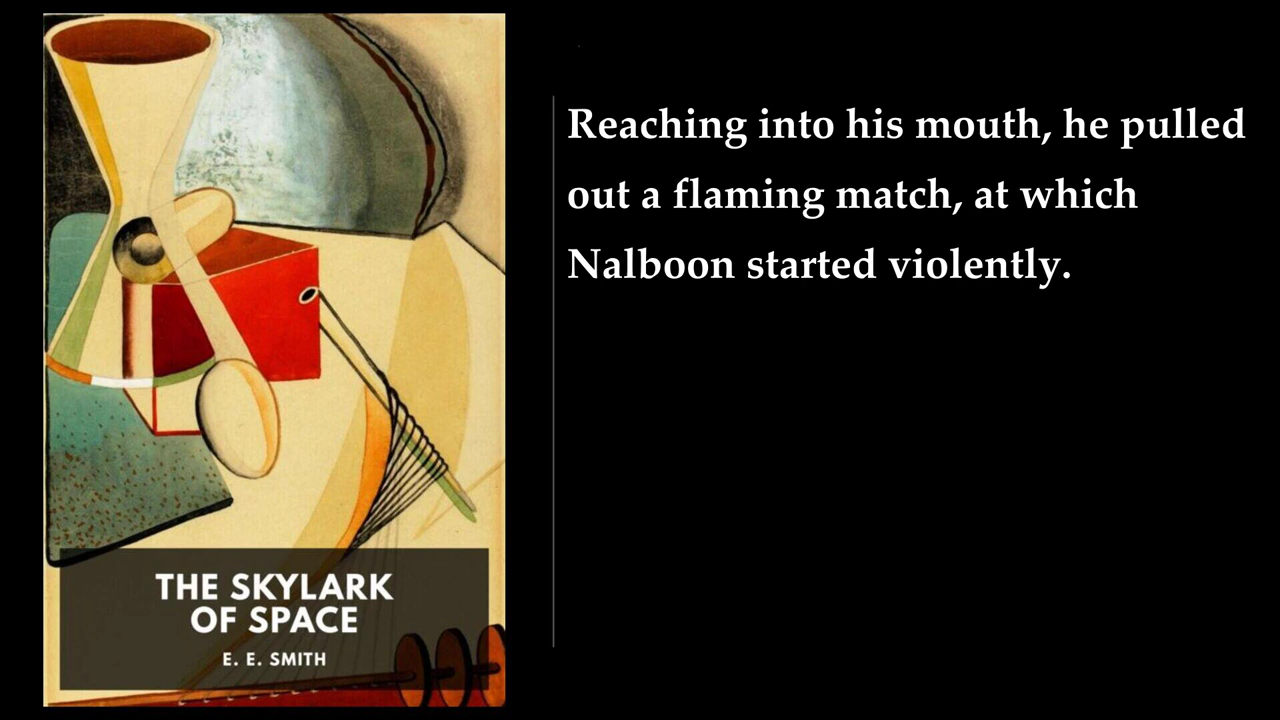 THE SKYLARK
OF SPACE
E. E. SMITH
Reaching into his mouth, he pulled
out a flaming match, at which
Nalboon started violently.